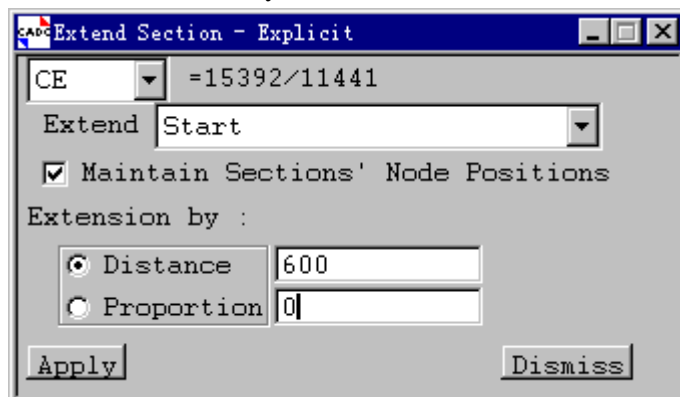 CADC Extend Section - Explicit
CE =15392/11441
Extend Start
Maintain Sections' Node Positions
Extension by :
Distance 600
Proportion 0
Apply Dismiss